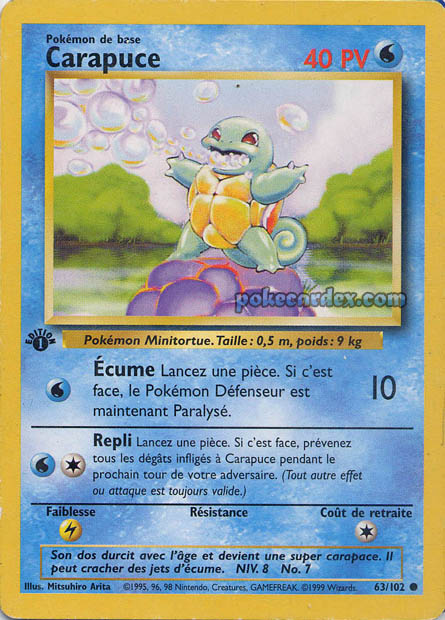 Pokémon de base
Carapuce 40 PV
pokecardex.com
EDITION 1
Pokémon Minitortue. Taille : 0,5 m, poids : 9 kg
Écume Lancez une pièce. Si c'est
face, le Pokémon Défenseur est
maintenant Paralysé.
10
Repli Lancez une pièce. Si c'est face, prévenez
tous les dégâts infligés à Carapuce pendant le
prochain tour de votre adversaire. (Tout autre effet
ou attaque est toujours valide.)
Faiblesse Résistance Coût de retraite
Son dos durcit avec l'âge et devient une super carapace. Il
peut cracher des jets d'écume. NIV. 8 No. 7
Illus. Mitsuhiro Arita ©1995, 96, 98 Nintendo, Creatures, GAMEFREAK. ©1999 Wizards. 63/102